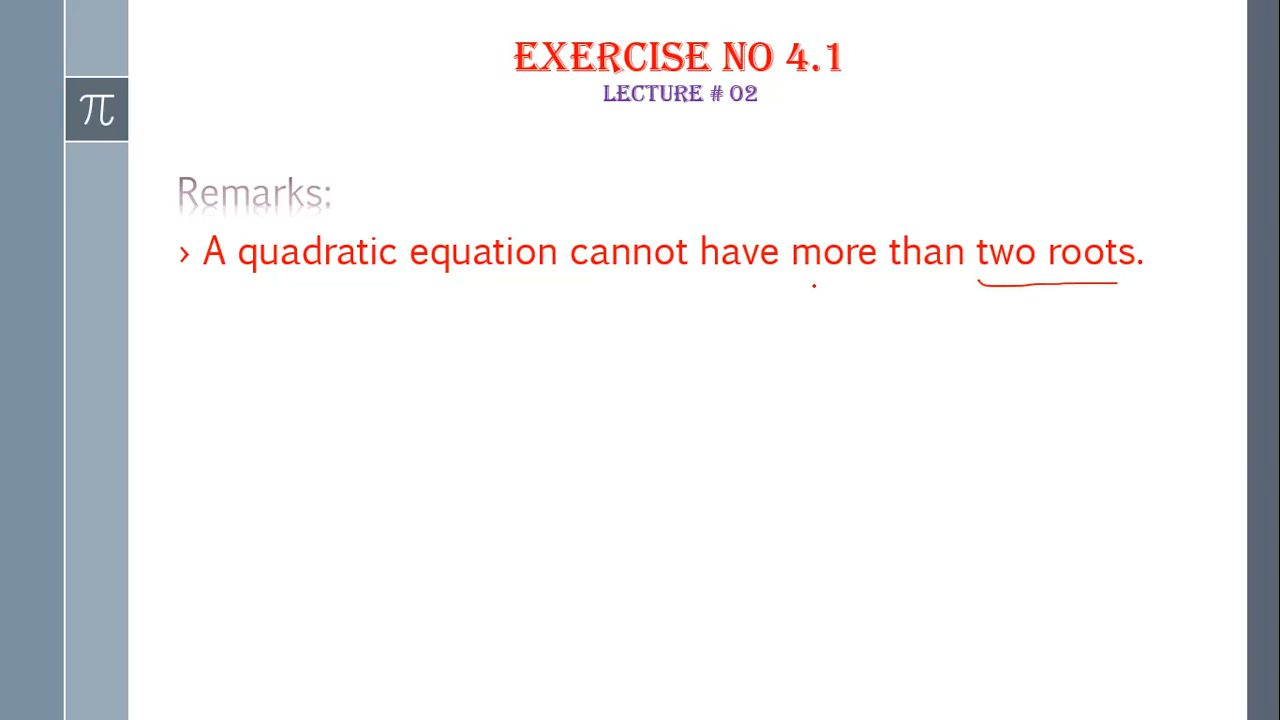 EXERCISE NO 4.1
LECTURE # 02
π
Remarks:
› A quadratic equation cannot have more than two roots.